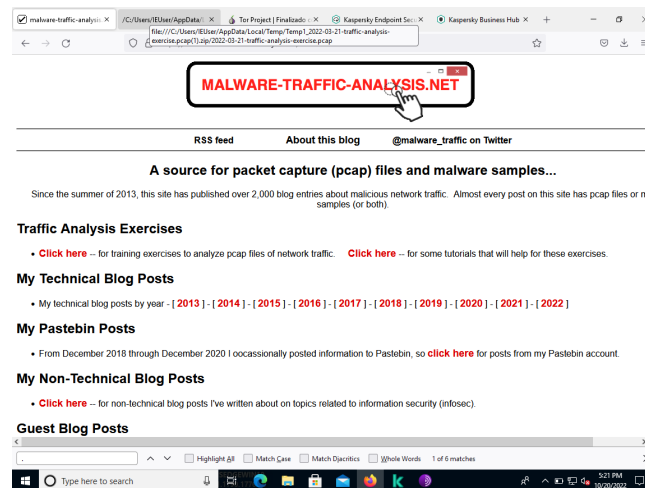 malware-traffic-analysis
/C:/Users/IEUser/AppData/l
Tor Project | Finalizado
Kaspersky Endpoint Secu
Kaspersky Business Hub
file:///C:/Users/IEUser/AppData/Local/Temp/Temp1_2022-03-21-traffic-analysis-
exercise.pcap(1).zip/2022-03-21-traffic-analysis-exercise.pcap
MALWARE-TRAFFIC-ANALYSIS.NET
RSS feed About this blog @malware_traffic on Twitter
A source for packet capture (pcap) files and malware samples...
Since the summer of 2013, this site has published over 2,000 blog entries about malicious network traffic. Almost every post on this site has pcap files or
samples (or both).
Traffic Analysis Exercises
• Click here -- for training exercises to analyze pcap files of network traffic. Click here -- for some tutorials that will help for these exercises.
My Technical Blog Posts
• My technical blog posts by year - [ 2013 ] - [ 2014 ] - [ 2015 ] - [ 2016 ] - [ 2017 ] - [ 2018 ] - [ 2019 ] - [ 2020 ] - [ 2021 ] - [ 2022 ]
My Pastebin Posts
• From December 2018 through December 2020 I ocassionally posted information to Pastebin, so click here for posts from my Pastebin account.
My Non-Technical Blog Posts
• Click here -- for non-technical blog posts I've written about on topics related to information security (infosec).
Guest Blog Posts
. Highlight All Match Case Match Diacritics Whole Words 1 of 6 matches
Type here to search
5:21 PM
10/20/2022